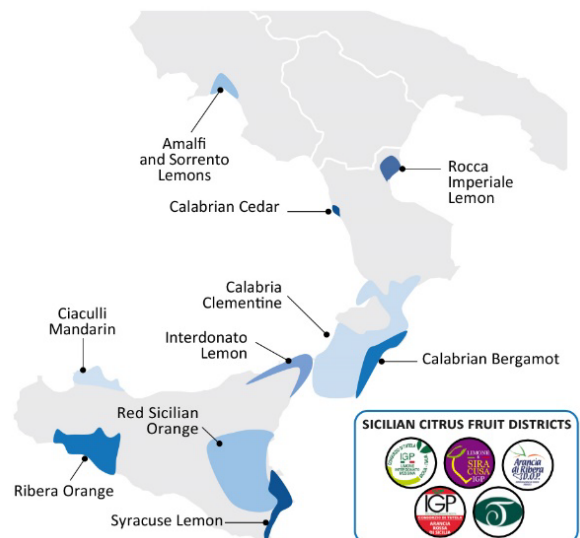 Amalfi
and Sorrento
Lemons
Rocca
Imperiale
Lemon
Calabrian Cedar
Calabria
Clementine
Ciaculli
Mandarin
Interdonato
Lemon
Calabrian Bergamot
Red Sicilian
Orange
Ribera Orange
Syracuse Lemon
SICILIAN CITRUS FRUIT DISTRICTS
IGP
LIMONE
SIRA
CUSA
IGP
Arancia
di Ribera
D.O.P.
IGP
ARANCIA
ROSSA
DI SICILIA